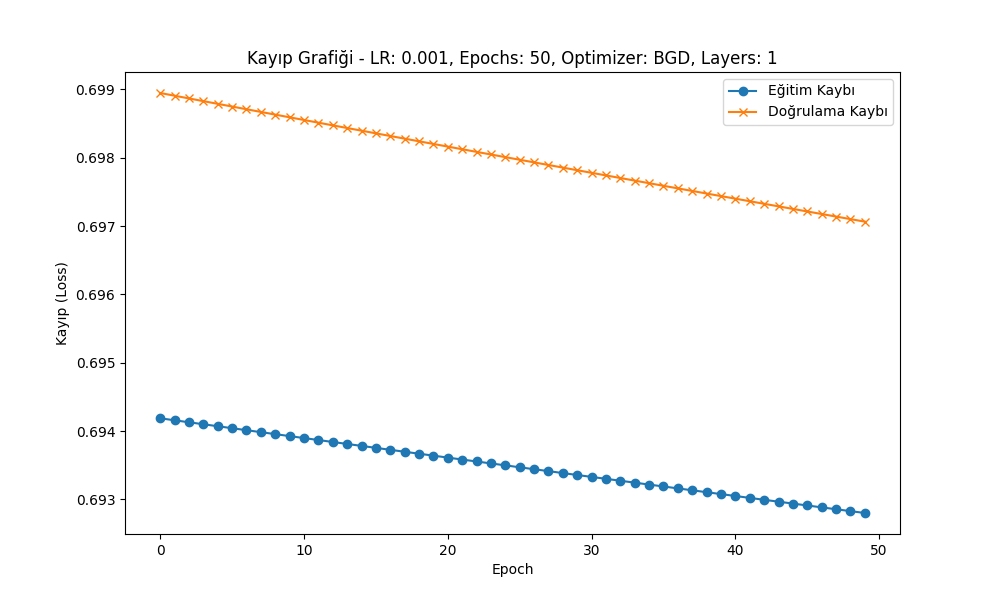 Kayıp Grafiği - LR: 0.001, Epochs: 50, Optimizer: BGD, Layers: 1
Eğitim Kaybı
Doğrulama Kaybı
0.699
0.698
0.697
0.696
0.695
0.694
0.693
Kayıp (Loss)
0 10 20 30 40 50
Epoch